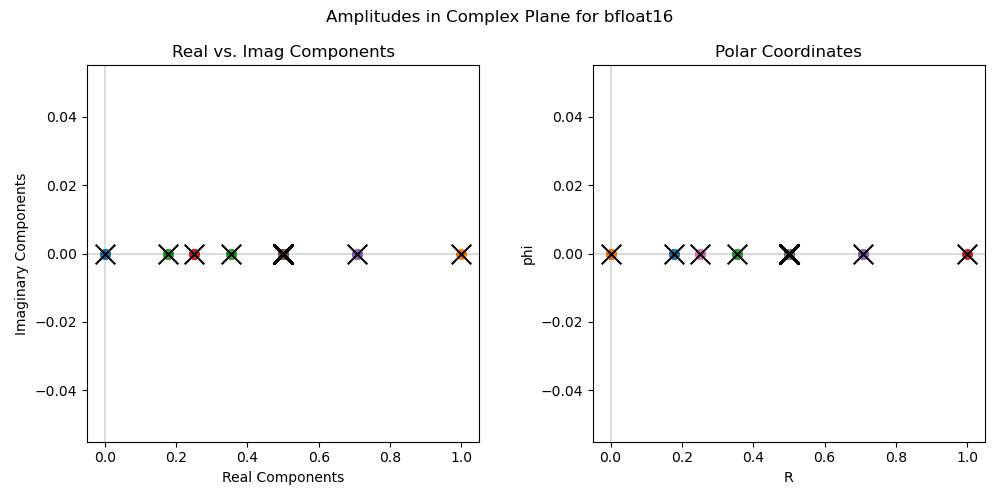 Amplitudes in Complex Plane for bfloat16
Real vs. Imag Components
0.04
0.02
0.00
−0.02
−0.04
Imaginary Components
0.0 0.2 0.4 0.6 0.8 1.0
Real Components
Polar Coordinates
0.04
0.02
0.00
−0.02
−0.04
phi
0.0 0.2 0.4 0.6 0.8 1.0
R